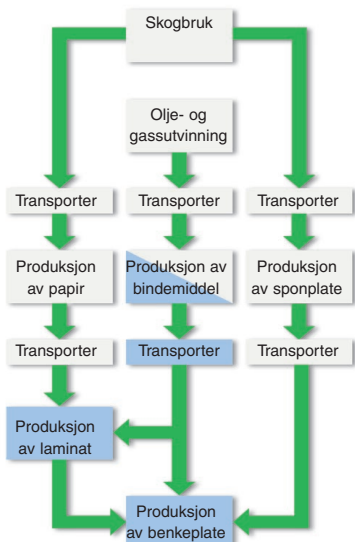 Skogbruk
Olje- og
gassutvinning
Transporter
Transporter
Transporter
Produksjon
av papir
Produksjon av
bindemiddel
Produksjon
av sponplate
Transporter
Transporter
Transporter
Produksjon
av laminat
Produksjon
av benkeplate